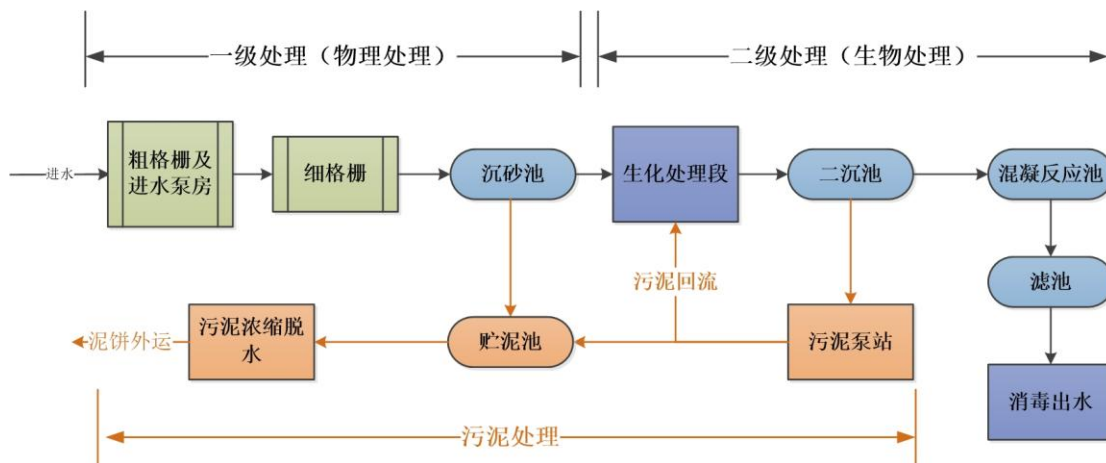 一级处理（物理处理）
二级处理（生物处理）
进水
粗格栅及
进水泵房
细格栅
沉砂池
生化处理段
二沉池
混凝反应池
污泥回流
滤池
泥饼外运
污泥浓缩脱
水
贮泥池
污泥泵站
消毒出水
污泥处理